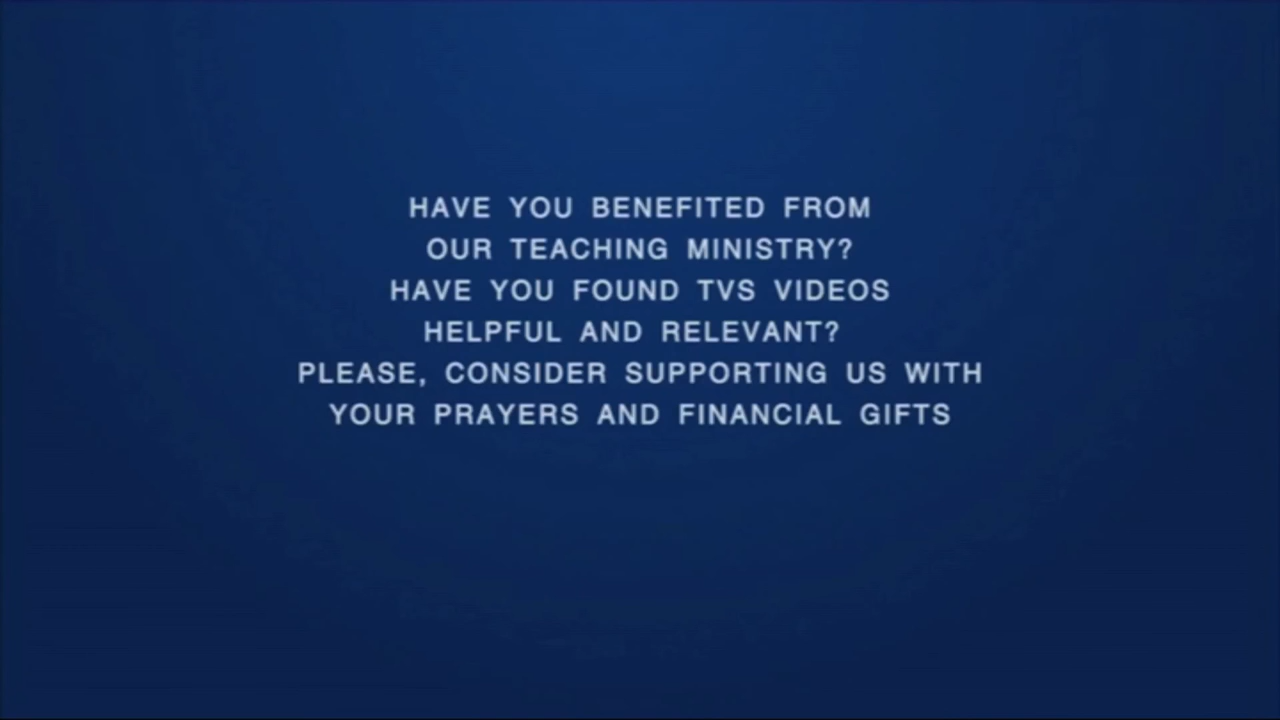 HAVE YOU BENEFITED FROM
OUR TEACHING MINISTRY?
HAVE YOU FOUND TVS VIDEOS
HELPFUL AND RELEVANT?
PLEASE, CONSIDER SUPPORTING US WITH
YOUR PRAYERS AND FINANCIAL GIFTS